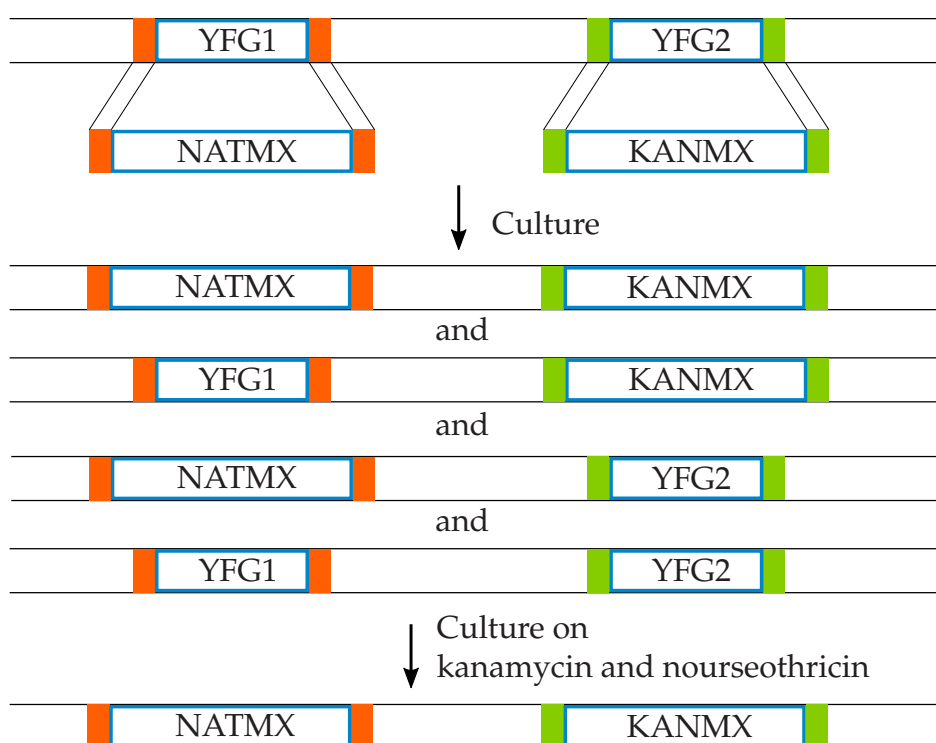 YFG1 YFG2
NATMX KANMX
Culture
NATMX KANMX
and
YFG1 KANMX
and
NATMX YFG2
and
YFG1 YFG2
Culture on
kanamycin and nourseothricin
NATMX KANMX